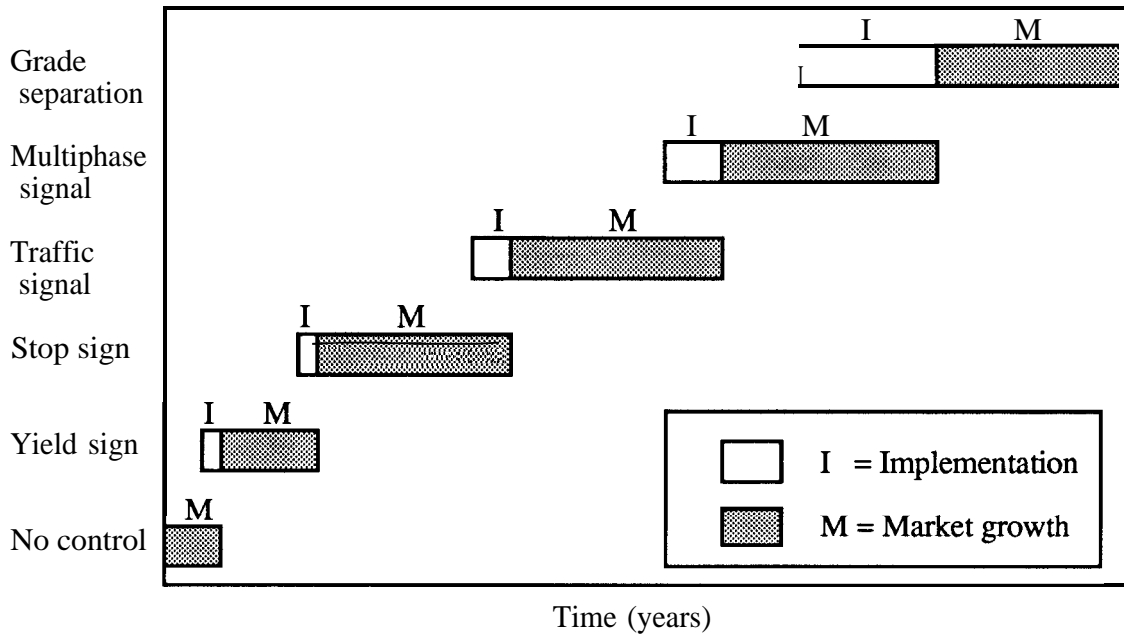 I M
Grade
separation
I M
Multiphase
signal
I M
Traffic
signal
I M
Stop sign
I M
Yield sign
M
No control
I = Implementation
M = Market growth
Time (years)